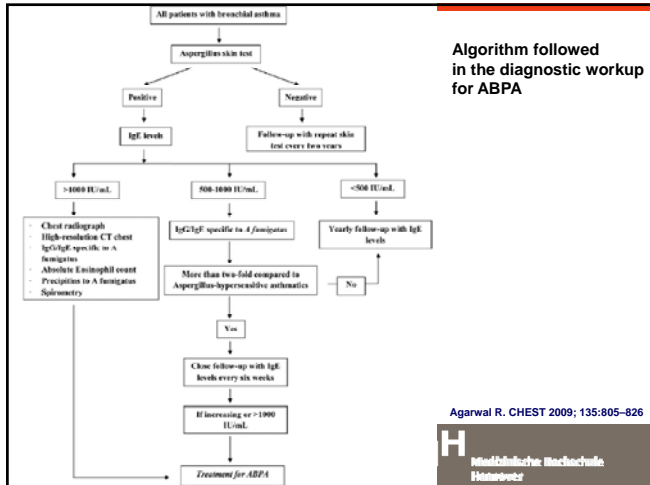 All patients with bronchial asthma
Aspergillus skin test
Positive
Negative
IgE levels
Follow-up with repeat skin
test every two years
>1000 IU/mL
500-1000 IU/mL
<500 IU/mL
· Chest radiograph
· High-resolution CT chest
· IgG/IgE specific to A
fumigatus
· Absolute Eosinophil count
· Precipitins to A fumigatus
· Spirometry
IgG/IgE specific to A fumigatus
Yearly follow-up with IgE
levels
More than two-fold compared to
Aspergillus-hypersensitive asthmatics
No
Yes
Close follow-up with IgE
levels every six weeks
If increasing or >1000
IU/mL
Treatment for ABPA
Algorithm followed
in the diagnostic workup
for ABPA
Agarwal R. CHEST 2009; 135:805–826
H
Medizinische Hochschule
Hannover